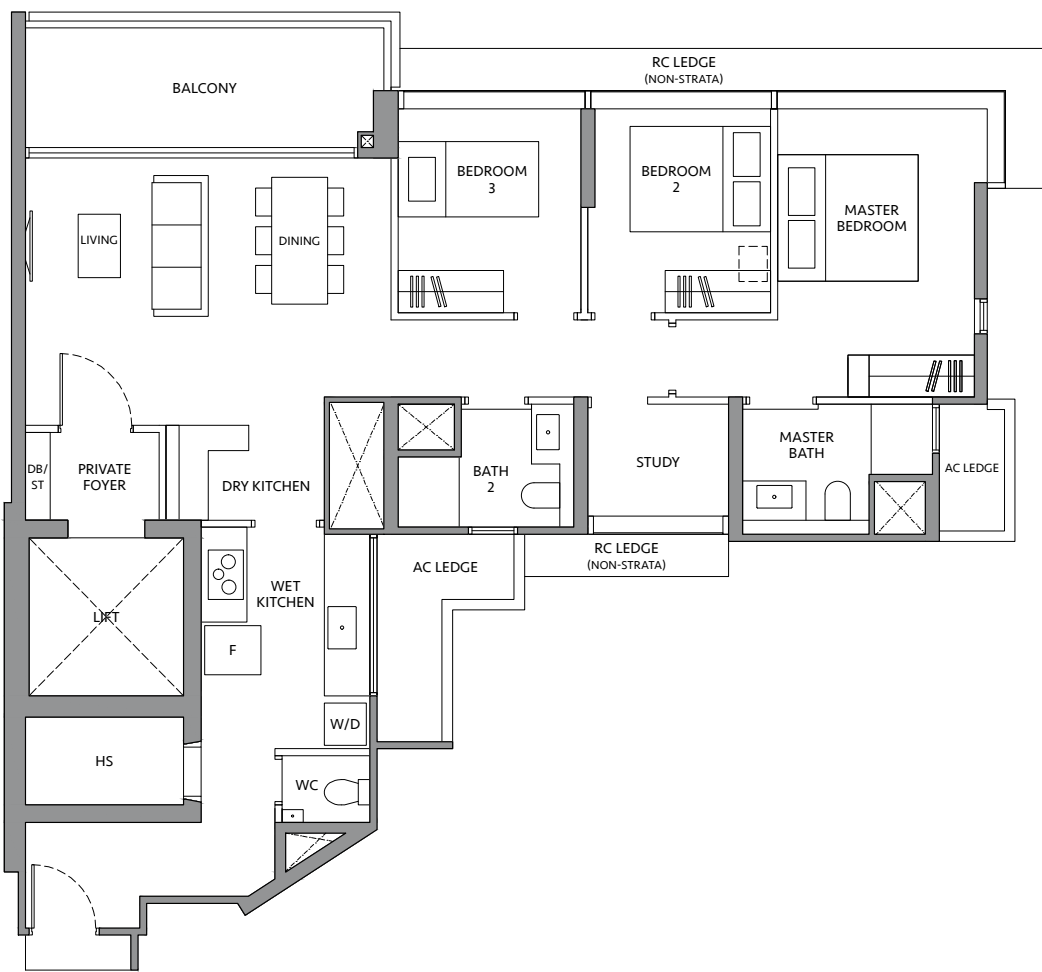 RC LEDGE
(NON-STRATA)
BALCONY
BEDROOM
3
BEDROOM
2
MASTER
BEDROOM
LIVING
DINING
DB/
ST
PRIVATE
FOYER
DRY KITCHEN
BATH
2
STUDY
MASTER
BATH
AC LEDGE
RC LEDGE
(NON-STRATA)
AC LEDGE
WET
KITCHEN
LIFT
F
W/D
HS
WC